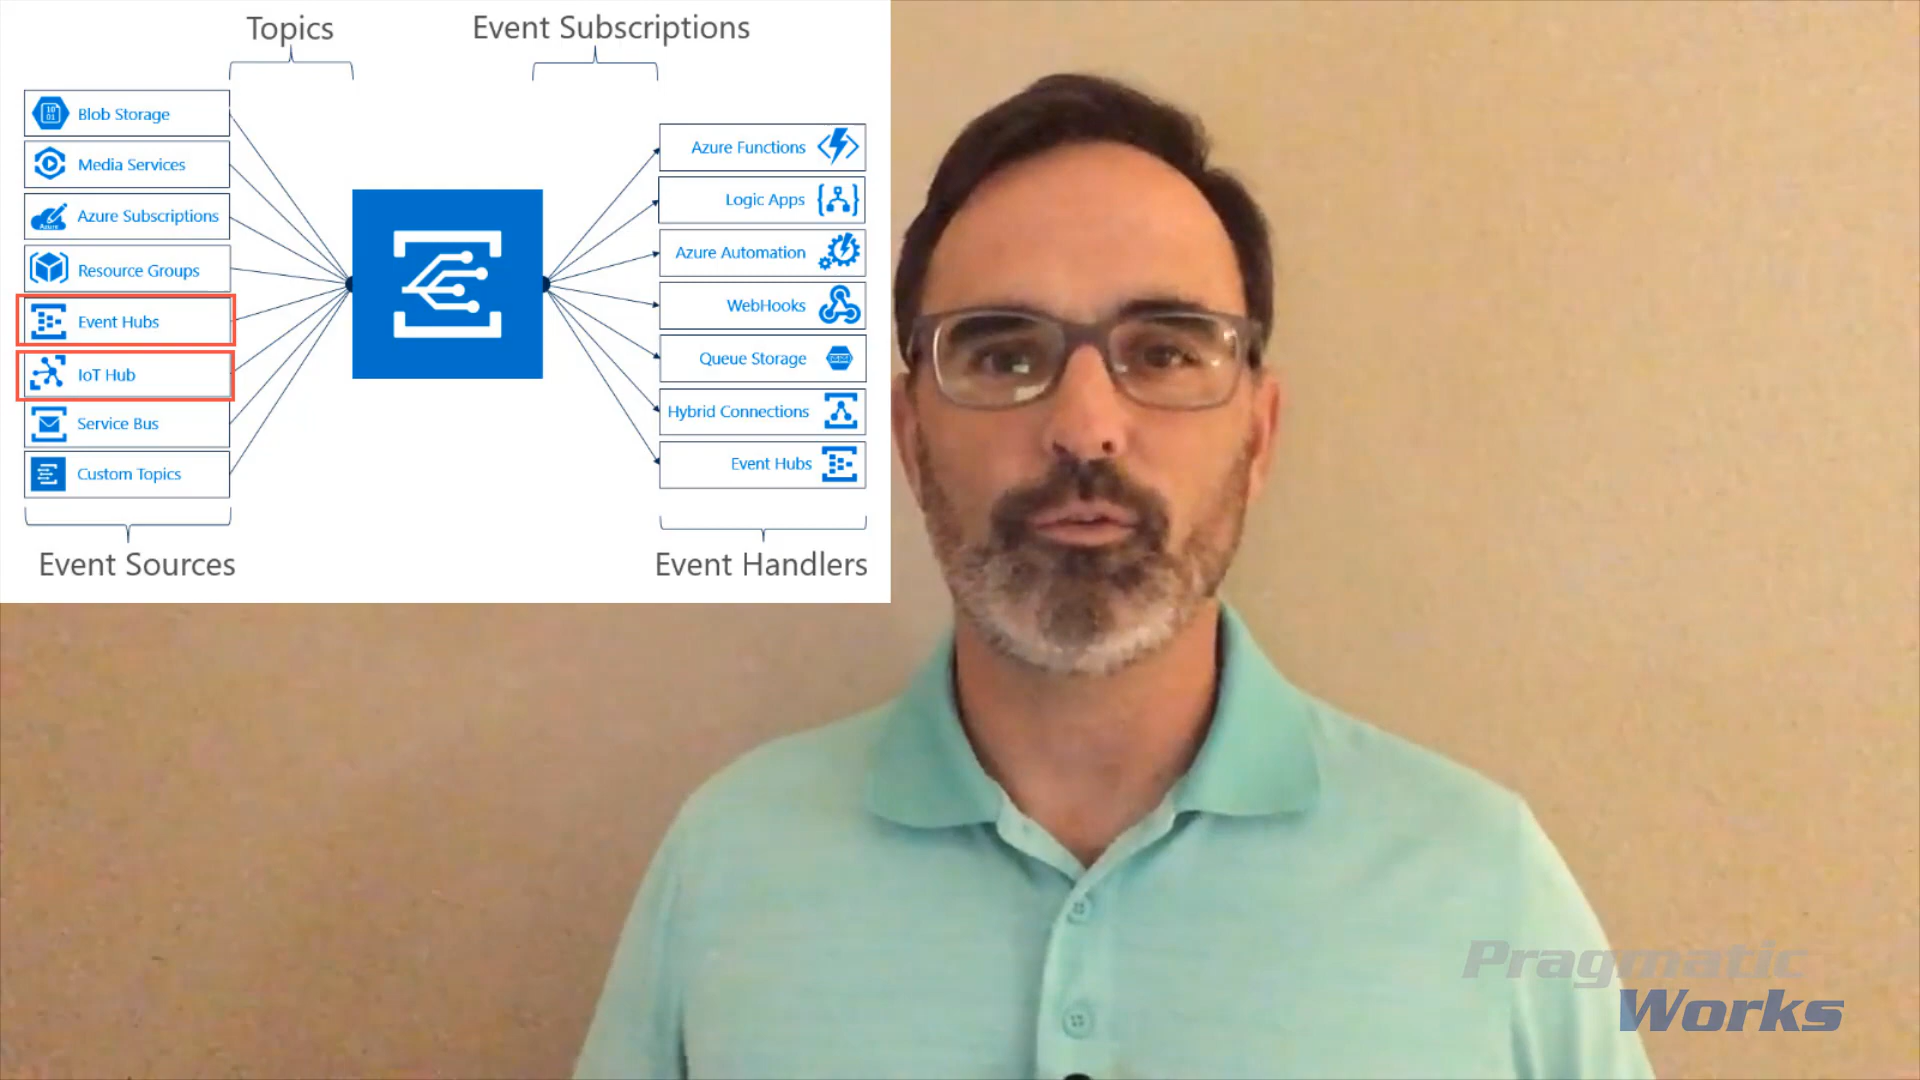 Topics
Event Subscriptions
Blob Storage
Media Services
Azure Subscriptions
Resource Groups
Event Hubs
IoT Hub
Service Bus
Custom Topics
Event Sources
Azure Functions
Logic Apps
Azure Automation
WebHooks
Queue Storage
Hybrid Connections
Event Hubs
Event Handlers
Pragmatic
Works